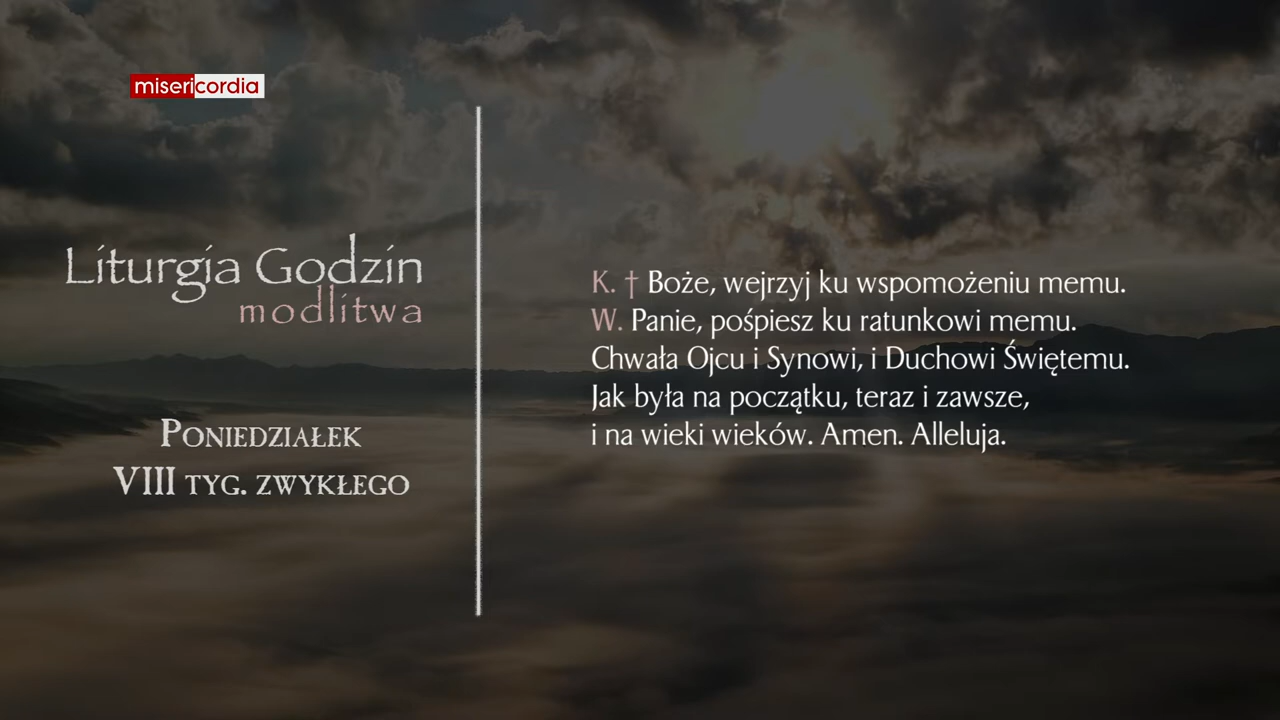 misericordia
Liturgia Godzin
modlitwa
Poniedziałek
VIII tyg. zwykłego
K. † Boże, wejrzyj ku wspomożeniu memu.
W. Panie, pośpiesz ku ratunkowi memu.
Chwała Ojcu i Synowi, i Duchowi Świętemu.
Jak była na początku, teraz i zawsze,
i na wieki wieków. Amen. Alleluja.